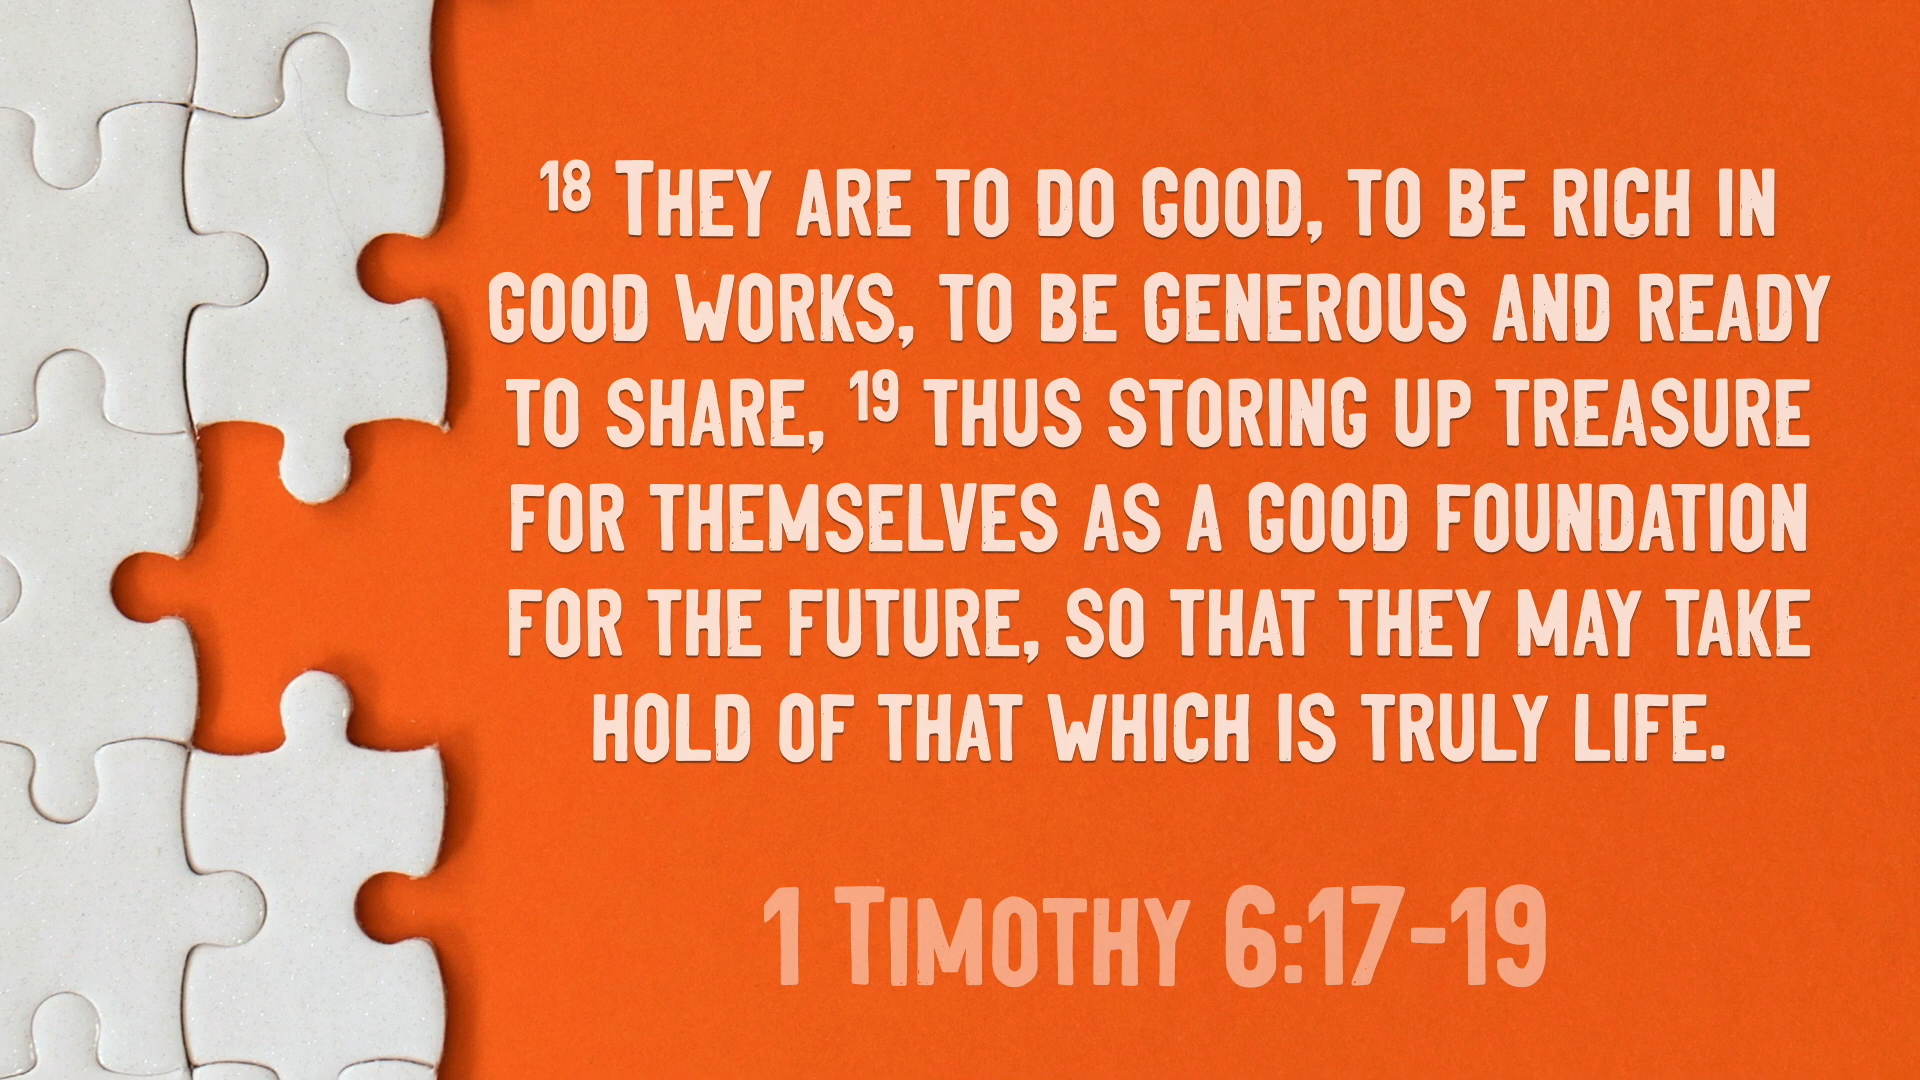 18 They are to do good, to be rich in
good works, to be generous and ready
to share, 19 thus storing up treasure
for themselves as a good foundation
for the future, so that they may take
hold of that which is truly life.
1 Timothy 6:17-19